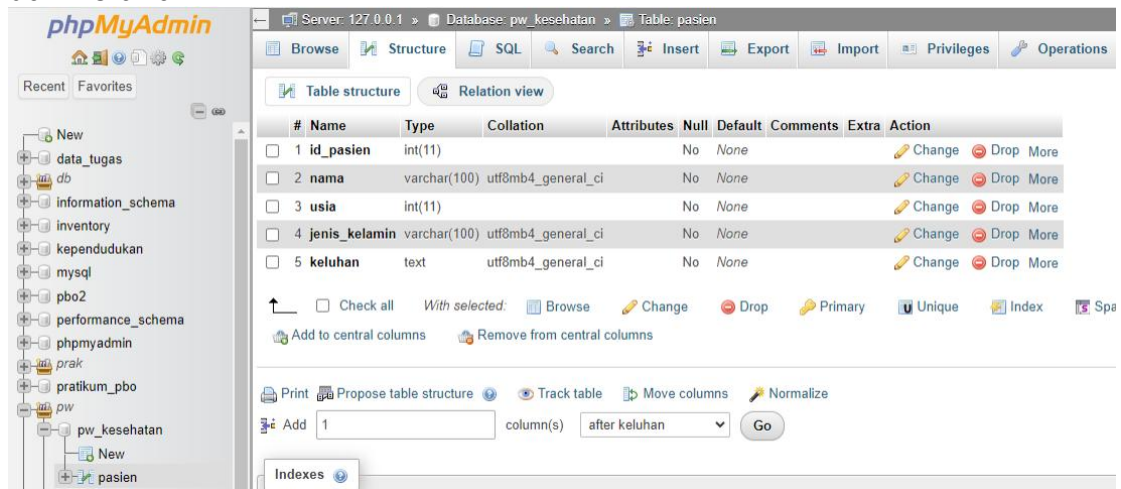 phpMyAdmin
Recent Favorites
New
data_tugas
db
information_schema
inventory
kependudukan
mysql
pbo2
performance_schema
phpmyadmin
prak
pratikum_pbo
pw
pw_kesehatan
New
pasien
Server: 127.0.0.1 » Database: pw_kesehatan » Table: pasien
Browse Structure SQL Search Insert Export Import Privileges Operations
Table structure Relation view
# Name Type Collation Attributes Null Default Comments Extra Action
1 id_pasien int(11) No None Change Drop More
2 nama varchar(100) utf8mb4_general_ci No None Change Drop More
3 usia int(11) No None Change Drop More
4 jenis_kelamin varchar(100) utf8mb4_general_ci No None Change Drop More
5 keluhan text utf8mb4_general_ci No None Change Drop More
Check all With selected: Browse Change Drop Primary Unique Index Spa
Add to central columns Remove from central columns
Print Propose table structure Track table Move columns Normalize
Add 1 column(s) after keluhan Go
Indexes